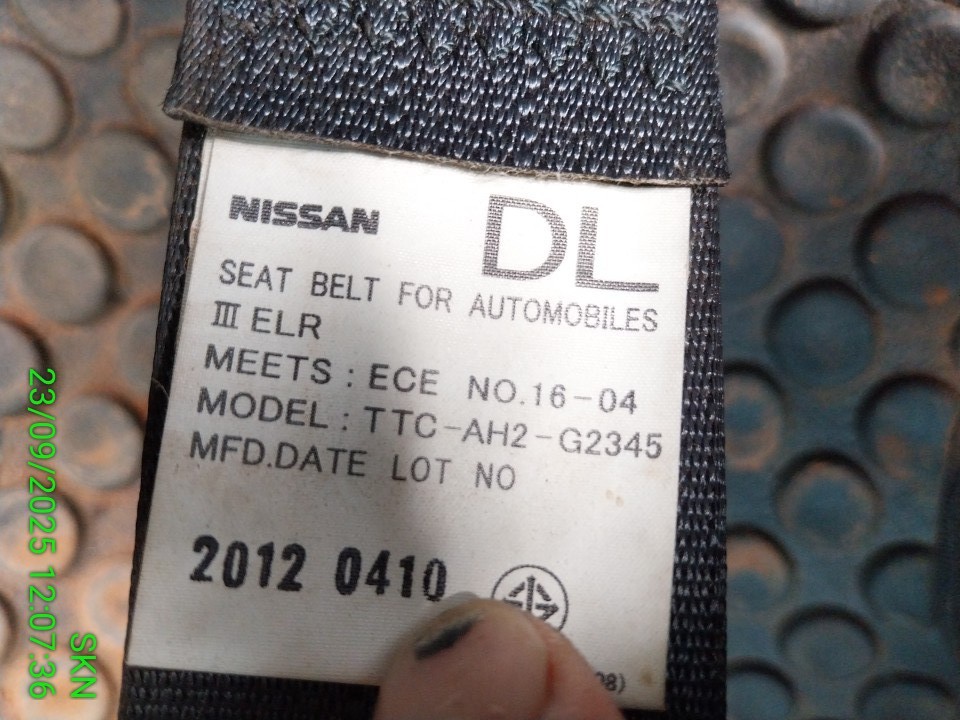 NISSAN DL
SEAT BELT FOR AUTOMOBILES
III ELR
MEETS : ECE NO.16-04
MODEL : TTC-AH2-G2345
MFD.DATE LOT NO
2012 0410
23/09/2025 12:07:36
SKN